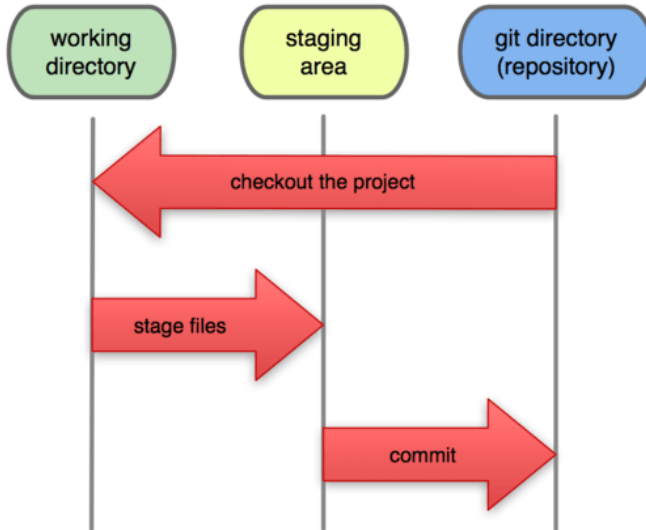 working
directory
staging
area
git directory
(repository)
checkout the project
stage files
commit